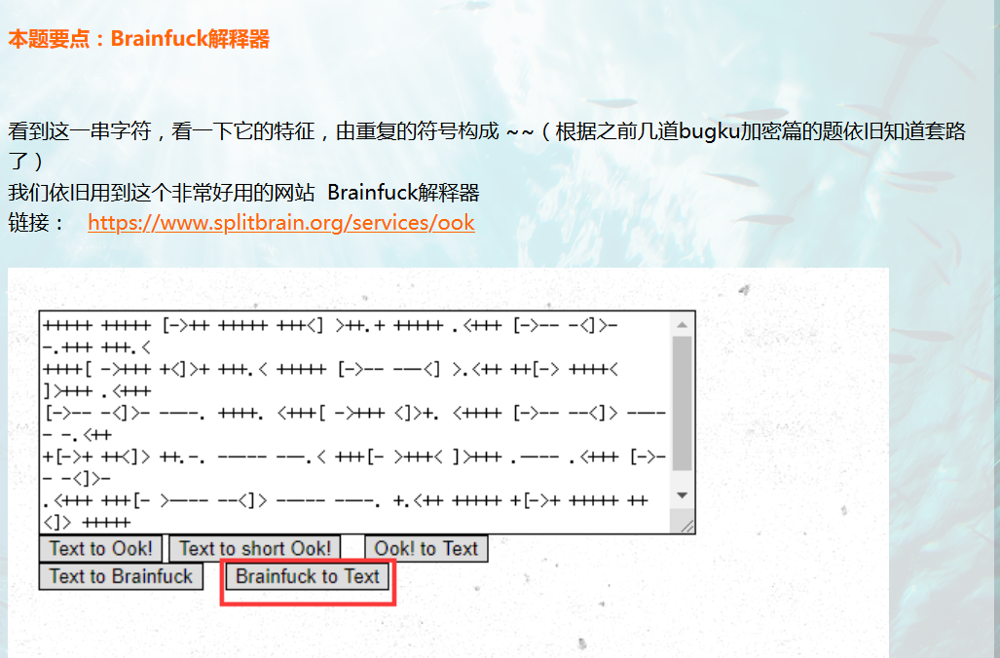 本题要点：Brainfuck解释器
看到这一串字符，看一下它的特征，由重复的符号构成 ~~（根据之前几道bugku加密篇的题依旧知道套路
了）
我们依旧用到这个非常好用的网站 Brainfuck解释器
链接： https://www.splitbrain.org/services/ook
+++++ +++++ [->++ +++++ +++<] >++.+ +++++ .<+++ [->-- -<]>-
-.+++ +++.<
++++[ ->+++ +<]>+ +++.< +++++ [->-- ---<] >.<++ ++[-> ++++<
]>+++ .<+++
[->-- -<]>- ----. ++++. <+++[ ->+++ <]>+. <++++ [->-- --<]> ----
- -.<++
+[->+ ++<]> ++.-. ----- ---.< +++[- >+++< ]>+++ .---- .<+++ [->-
- -<]>-
.<+++ +++[- >---- --<]> ----- ----. +.<++ +++++ +[->+ +++++ ++
<]> +++++
Text to Ook! Text to short Ook! Ook! to Text
Text to Brainfuck Brainfuck to Text